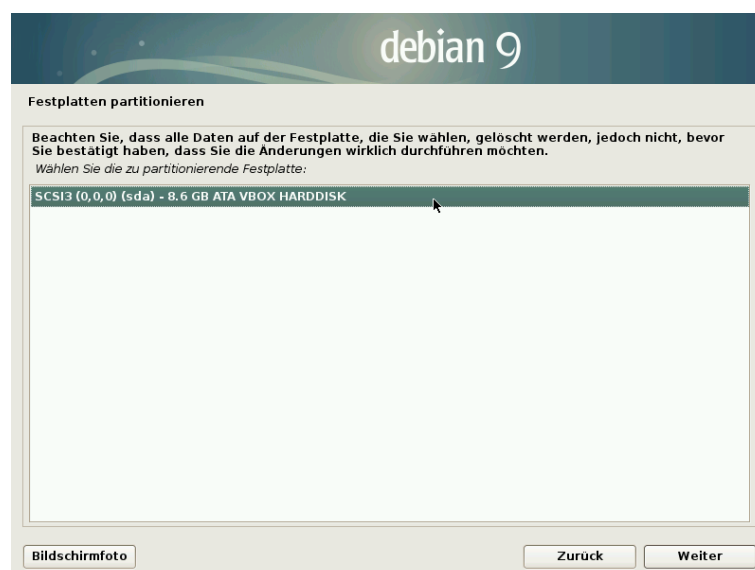 debian 9
Festplatten partitionieren
Beachten Sie, dass alle Daten auf der Festplatte, die Sie wählen, gelöscht werden, jedoch nicht, bevor
Sie bestätigt haben, dass Sie die Änderungen wirklich durchführen möchten.
Wählen Sie die zu partitionierende Festplatte:
SCSI3 (0,0,0) (sda) - 8.6 GB ATA VBOX HARDDISK
Bildschirmfoto
Zurück
Weiter